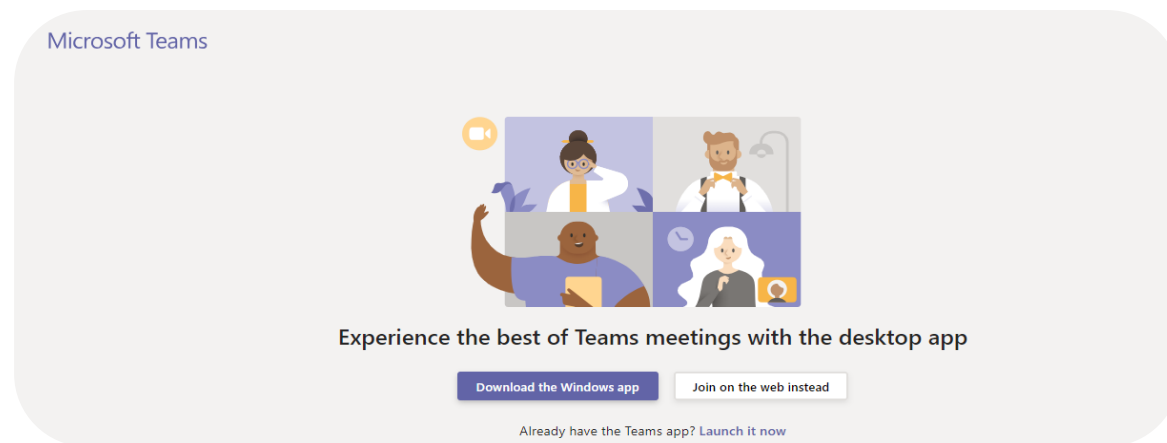 Microsoft Teams
Experience the best of Teams meetings with the desktop app
Download the Windows app
Join on the web instead
Already have the Teams app? Launch it now